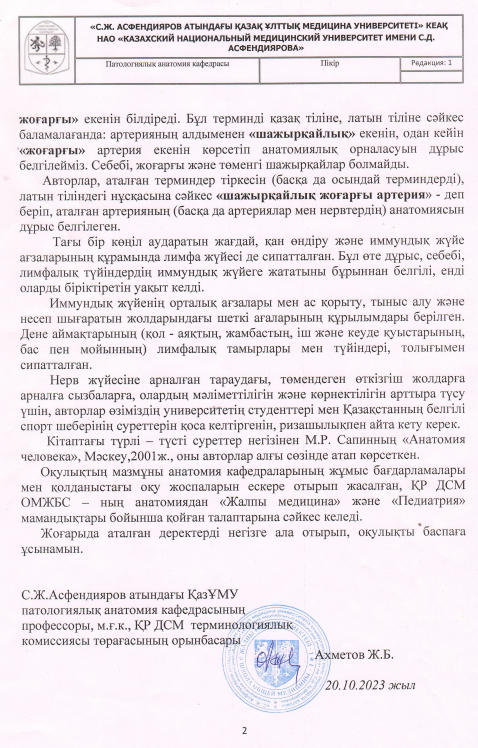 «С.Ж. АСФЕНДИЯРОВ АТЫНДАҒЫ ҚАЗАҚ ҰЛТТЫҚ МЕДИЦИНА УНИВЕРСИТЕТІ» КЕАҚ
НАО «КАЗАХСКИЙ НАЦИОНАЛЬНЫЙ МЕДИЦИНСКИЙ УНИВЕРСИТЕТ ИМЕНИ С.Д.
АСФЕНДИЯРОВА»
Патологиялық анатомия кафедрасы Пікір Редакция: 1
жоғарғы» екенін білдіреді. Бұл терминді қазақ тіліне, латын тіліне сәйкес
баламалағанда: артерияның алдыменен «шажырқайлық» екенін, одан кейін
«жоғарғы» артерия екенін көрсетіп анатомиялық орналасуын дұрыс
белгілейміз. Себебі, жоғарғы және төменгі шажырқайлар болмайды.
Авторлар, аталған терминдер тіркесін (басқа да осындай терминдерді),
латын тіліндегі нұсқасына сәйкес «шажырқайлық жоғарғы артерия» - деп
беріп, аталған артерияның (басқа да артериялар мен нервтердің) анатомиясын
дұрыс белгілеген.
Тағы бір көңіл аударатын жағдай, қан өндіру және иммундық жүйе
ағзаларының құрамында лимфа жүйесі де сипатталған. Бұл өте дұрыс, себебі,
лимфалық түйіндердің иммундық жүйеге жататыны бұрыннан белгілі, енді
оларды біріктіретін уақыт келді.
Иммундық жүйенің орталық ағзалары мен ас қорыту, тыныс алу және
несеп шығаратын жолдарындағы шеткі ағаларының құрылымдары берілген.
Дене аймақтарының (қол - аяқтың, жамбастың, іш және кеуде қуыстарының,
бас пен мойынның) лимфалық тамырлары мен түйіндері, толығымен
сипатталған.
Нерв жүйесіне арналған тараудағы, төмендеген өткізгіш жолдарға
арналға сызбаларға, олардың мәліметтілігін және көрнектілігін арттыра түсу
үшін, авторлар өзіміздің университетің студенттері мен Қазақстанның белгілі
спорт шеберінің суреттерін қоса келтіргенін, ризашылықпен айта кету керек.
Кітаптағы түрлі – түсті суреттер негізінен М.Р. Сапинның «Анатомия
человека», Мәскеу,2001ж., оны авторлар алғы сөзінде атап көрсеткен.
Оқулықтың мазмұны анатомия кафедраларының жұмыс бағдарламалары
мен қолданыстағы оқу жоспаларын ескере отырып жасалған, ҚР ДСМ
ОМЖБС – ның анатомиядан «Жалпы медицина» және «Педиатрия»
мамандықтары бойынша қойған талаптарына сәйкес келеді.
Жоғарыда аталған деректерді негізге ала отырып, оқулықты баспаға
ұсынамын.
С.Ж.Асфендияров атындағы ҚазҰМУ
патологиялық анатомия кафедрасының
профессоры, м.ғ.к., ҚР ДСМ терминологиялық
комиссиясы төрағасының орынбасары
Ахметов Ж.Б.
20.10.2023 жыл
2